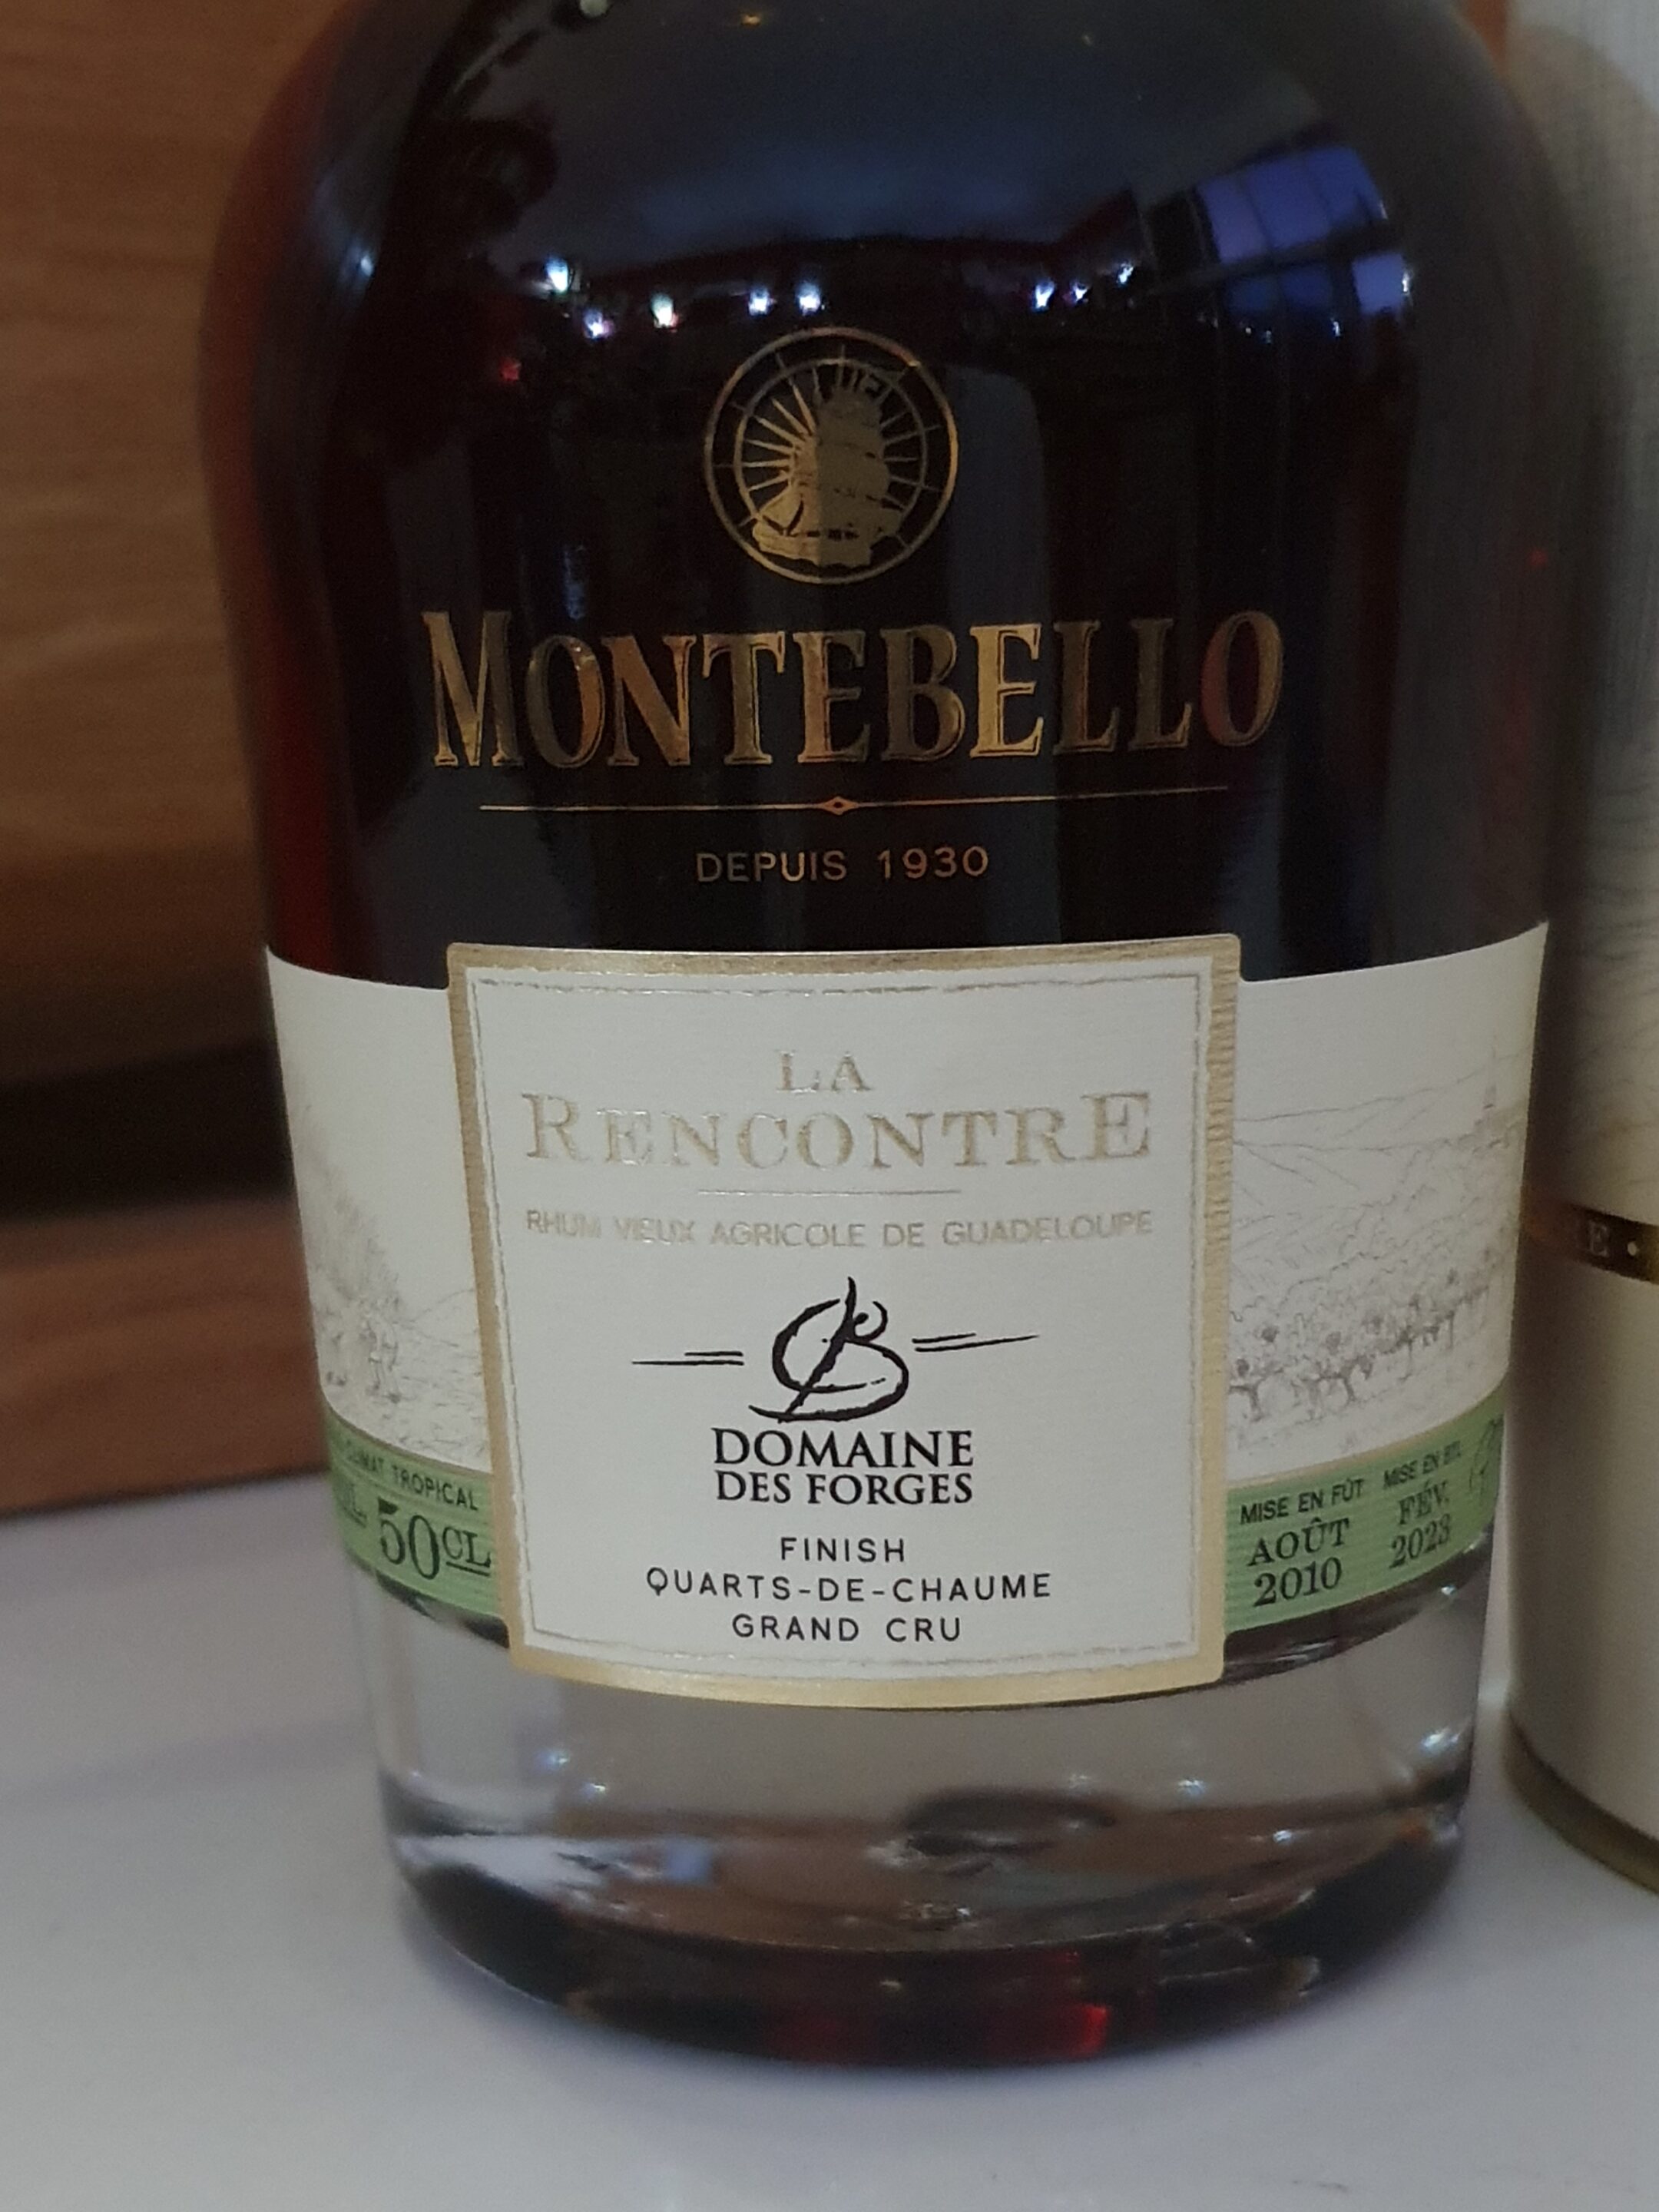 MONTEBELLO
DEPUIS 1930
LA
RENCONTRE
RHUM VIEUX AGRICOLE DE GUADELOUPE
DOMAINE
DES FORGES
FINISH
QUARTS-DE-CHAUME
GRAND CRU
CLIMAT TROPICAL
50CL
MISE EN FÛT
AOÛT
2010
MISE EN BTL
FÉV.
2023